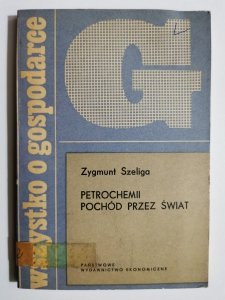 wszystko o gospodarce
G
Zygmunt Szeliga
PETROCHEMII
POCHÓD PRZEZ ŚWIAT
PAŃSTWOWE
WYDAWNICTWO EKONOMICZNE